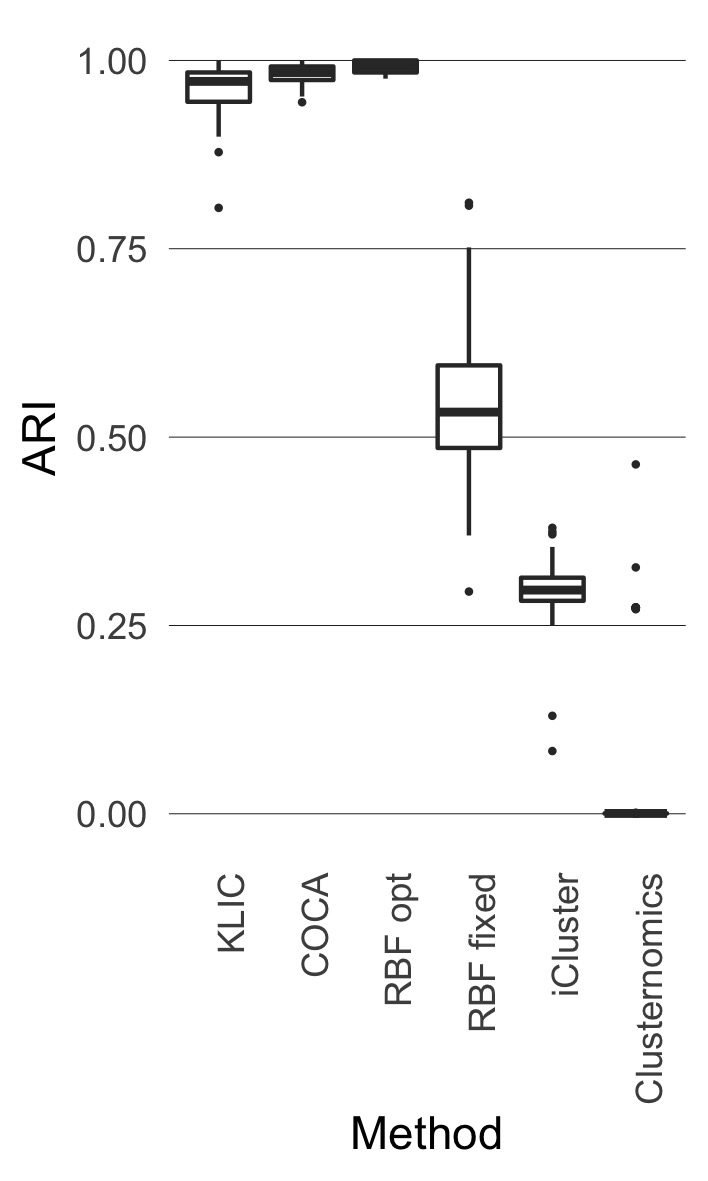 1.00
0.75
0.50
0.25
0.00
ARI
KLIC
COCA
RBF opt
RBF fixed
iCluster
Clusternomics
Method